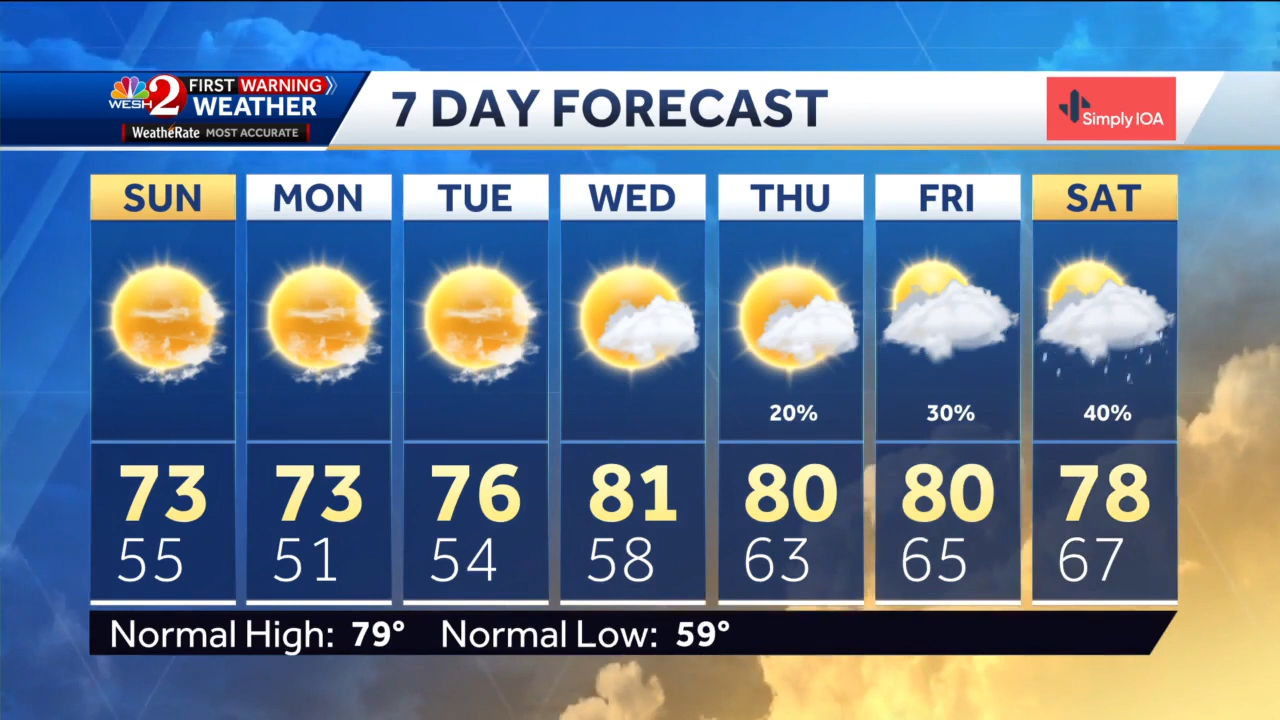 WESH 2 FIRST WARNING
WEATHER
WeatheRate MOST ACCURATE
7 DAY FORECAST
Simply IOA
SUN MON TUE WED THU FRI SAT
20% 30% 40%
73 73 76 81 80 80 78
55 51 54 58 63 65 67
Normal High: 79° Normal Low: 59°